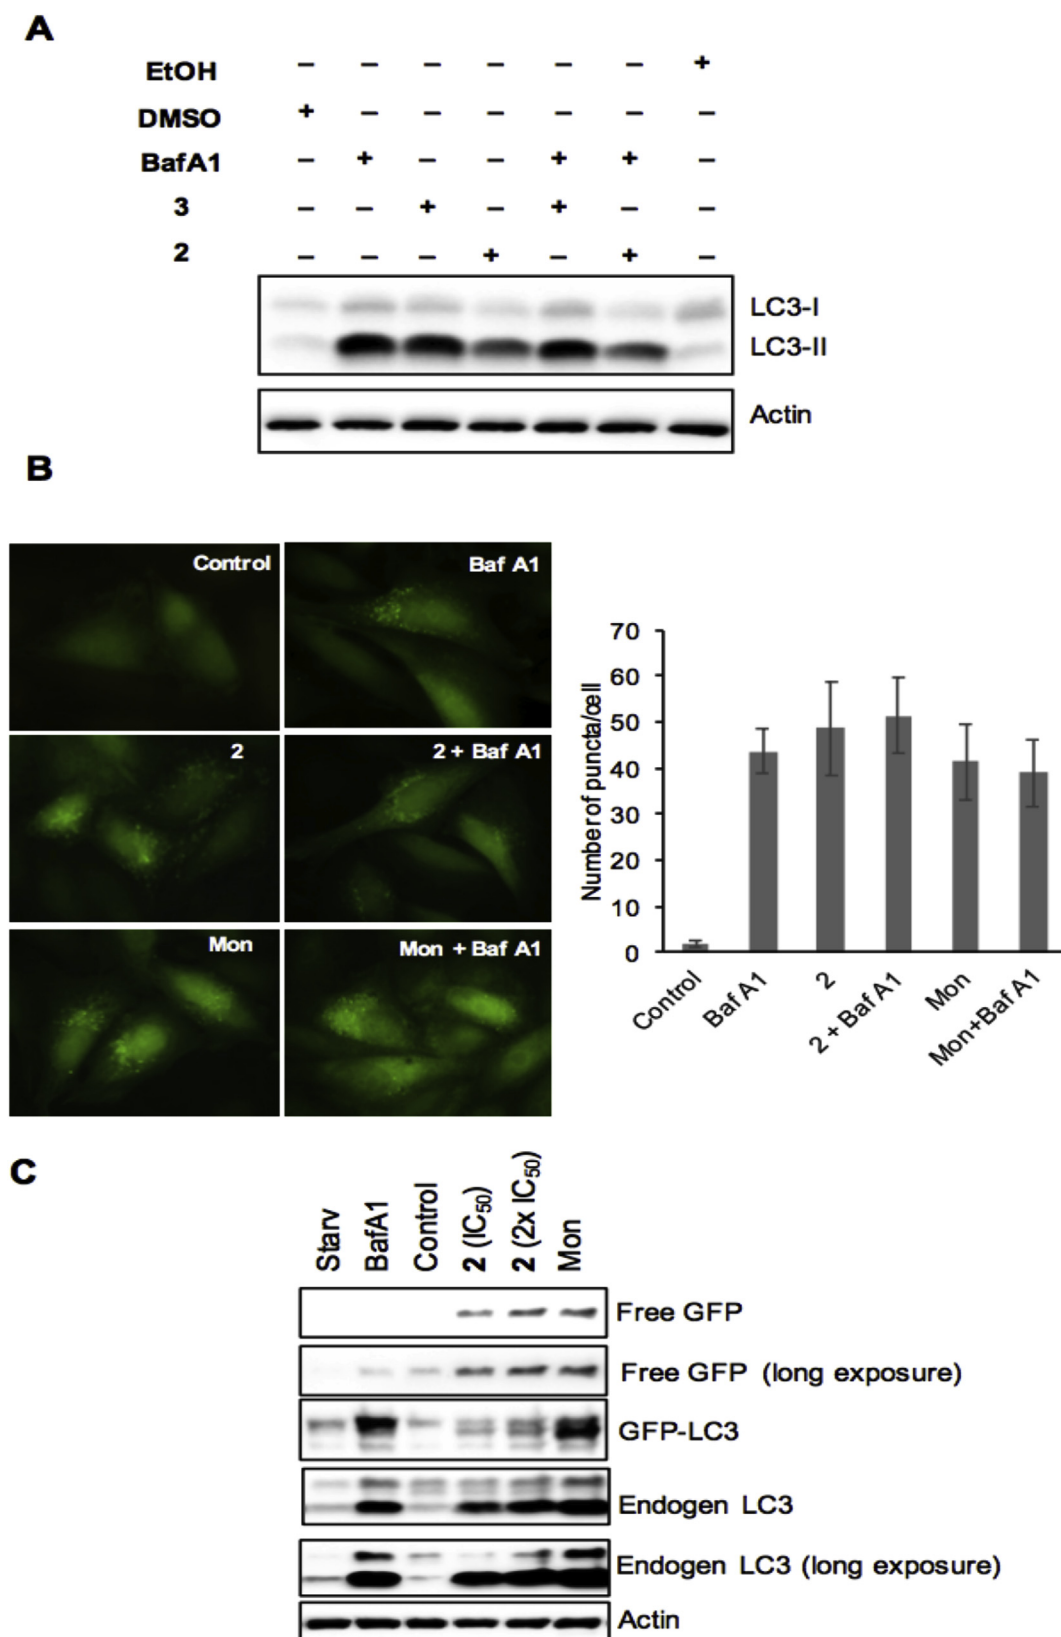 A
EtOH – – – – – – +
DMSO + – – – – – –
BafA1 – + – – + + –
3 – – + – + – –
2 – – – + – + –
LC3-I
LC3-II
Actin
B
Control
Baf A1
2
2 + Baf A1
Mon
Mon + Baf A1
Number of puncta/cell
70
60
50
40
30
20
10
0
Control
Baf A1
2
2 + Baf A1
Mon
Mon+Baf A1
C
Starv
BafA1
Control
2 (IC50)
2 (2x IC50)
Mon
Free GFP
Free GFP (long exposure)
GFP-LC3
Endogen LC3
Endogen LC3 (long exposure)
Actin